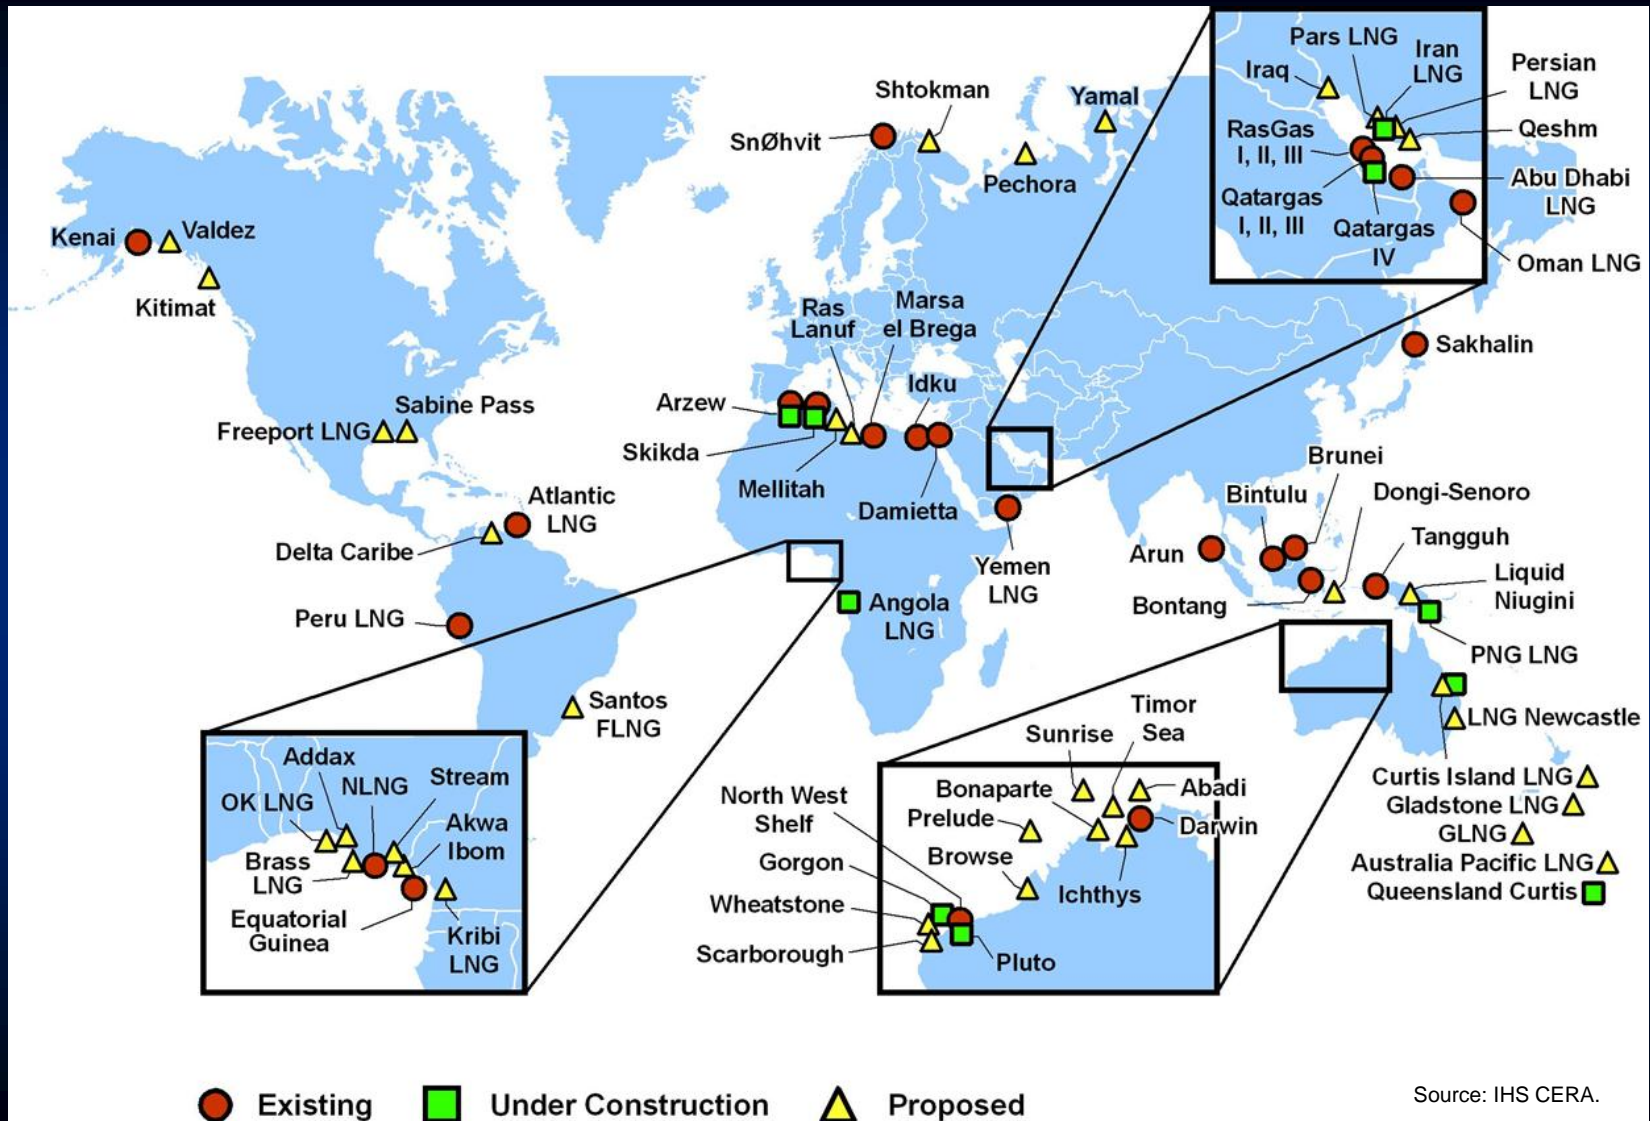 Pars LNG
Iran
LNG
Persian
LNG
Iraq
Qeshm
RasGas
I, II, III
Abu Dhabi
LNG
Qatargas
I, II, III
Qatargas
IV
Oman LNG
Shtokman
Yamal
SnØhvit
Pechora
Kenai
Valdez
Kitimat
Ras
Lanuf
Marsa
el Brega
Sakhalin
Idku
Arzew
Sabine Pass
Freeport LNG
Skikda
Mellitah
Damietta
Brunei
Bintulu
Dongi-Senoro
Atlantic
LNG
Delta Caribe
Yemen
LNG
Arun
Tangguh
Liquid
Niugini
Bontang
Peru LNG
Angola
LNG
PNG LNG
Santos
FLNG
LNG Newcastle
Curtis Island LNG
Gladstone LNG
GLNG
Australia Pacific LNG
Queensland Curtis
Addax
NLNG
Stream
OK LNG
Akwa
Ibom
Brass
LNG
Equatorial
Guinea
Kribi
LNG
Timor
Sea
Sunrise
Bonaparte
Abadi
North West
Shelf
Prelude
Darwin
Browse
Gorgon
Ichthys
Wheatstone
Scarborough
Pluto
Existing
Under Construction
Proposed
Source: IHS CERA.